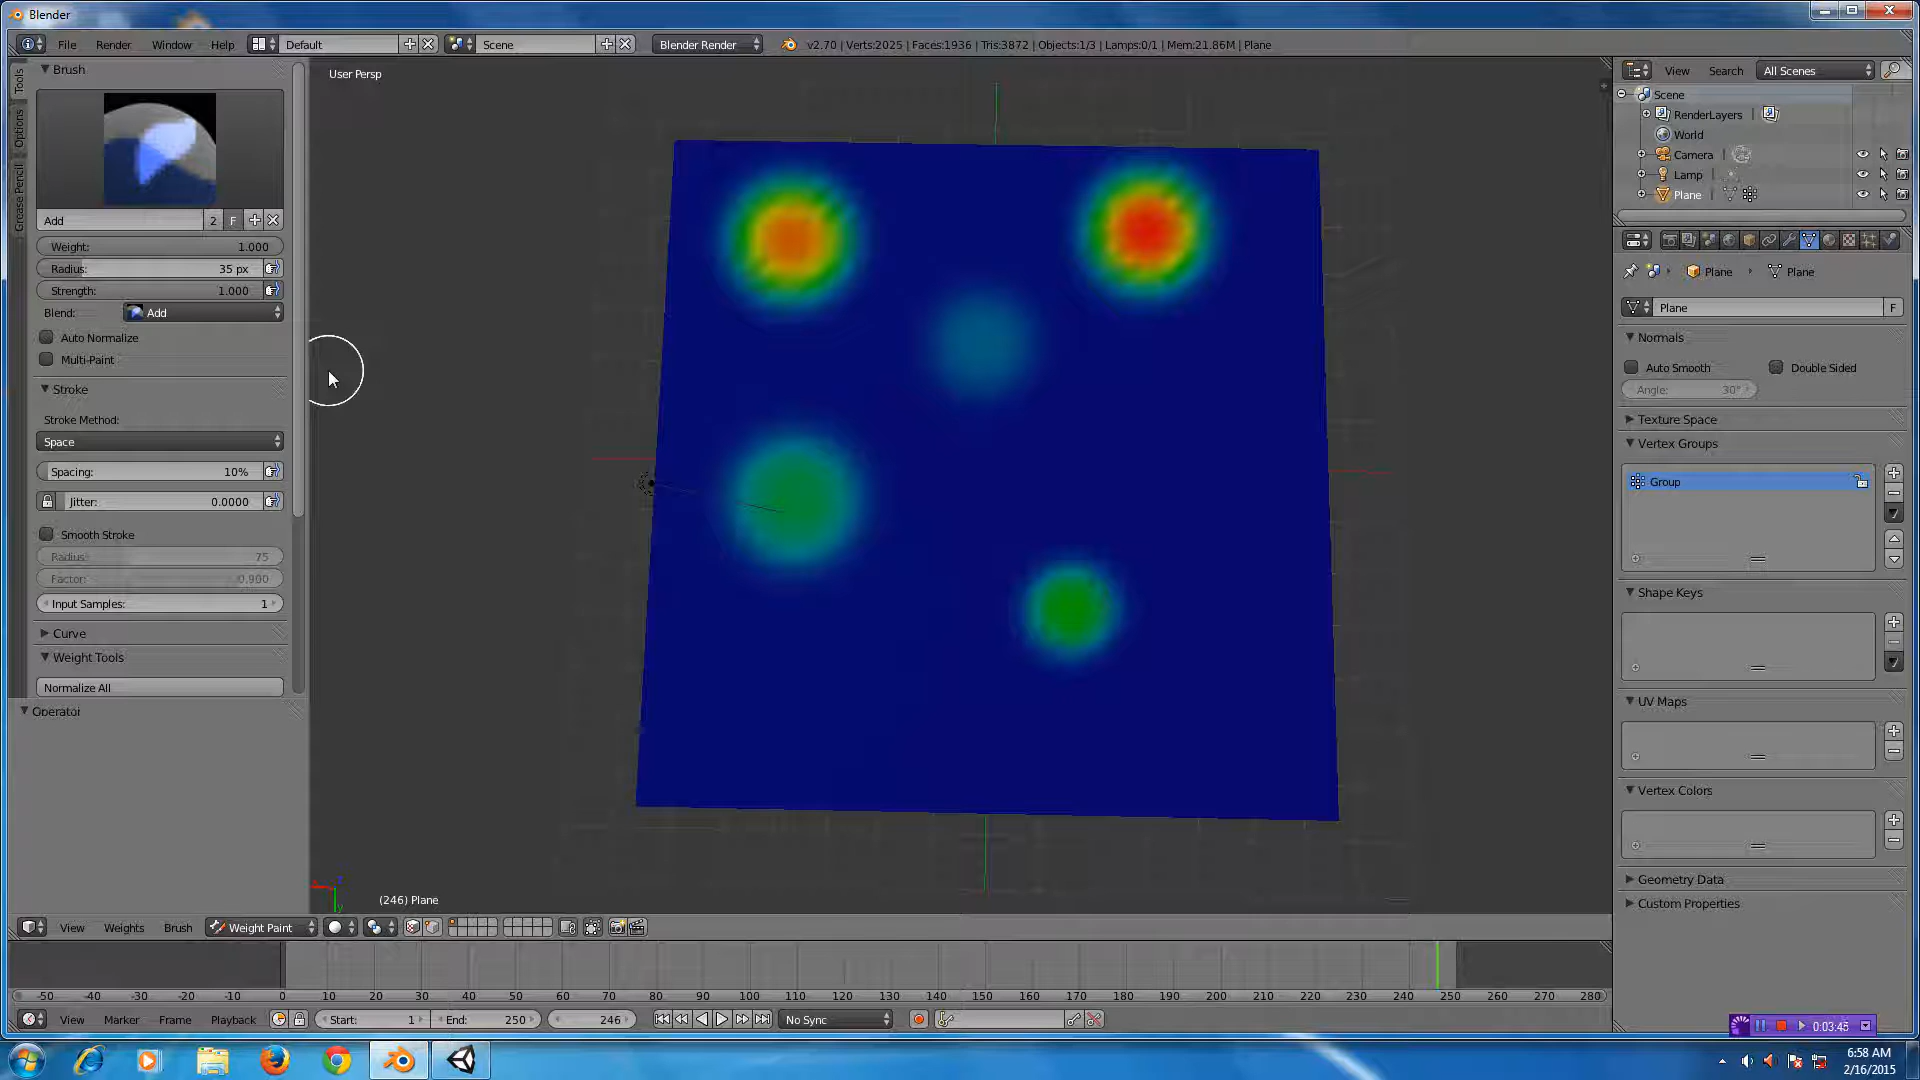 Blender
File Render Window Help Default Scene Blender Render v2.70 | Verts:2025 | Faces:1936 | Tris:3872 | Objects:1/3 | Lamps:0/1 | Mem:21.86M | Plane
Tools
Options
Grease Pencil
Brush
Add 2 F
Weight: 1.000
Radius: 35 px
Strength: 1.000
Blend: Add
Auto Normalize
Multi-Paint
Stroke
Stroke Method:
Space
Spacing: 10%
Jitter: 0.0000
Smooth Stroke
Radius: 75
Factor: 0.900
Input Samples: 1
Curve
Weight Tools
Normalize All
Operator
User Persp
(246) Plane
View Weights Brush Weight Paint
-50 -40 -30 -20 -10 0 10 20 30 40 50 60 70 80 90 100 110 120 130 140 150 160 170 180 190 200 210 220 230 240 250 260 270 280
View Marker Frame Playback Start: 1 End: 250 246 No Sync
View Search All Scenes
Scene
RenderLayers
World
Camera
Lamp
Plane
Plane Plane
Plane F
Normals
Auto Smooth Double Sided
Angle: 30°
Texture Space
Vertex Groups
Group
Shape Keys
UV Maps
Vertex Colors
Geometry Data
Custom Properties
0:03:45
6:58 AM
2/16/2015